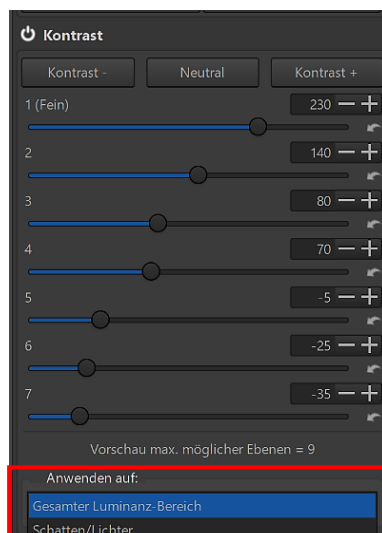 Kontrast
Kontrast - Neutral Kontrast +
1 (Fein) 230
2 140
3 80
4 70
5 -5
6 -25
7 -35
Vorschau max. möglicher Ebenen = 9
Anwenden auf:
Gesamter Luminanz-Bereich
Schatten/Lichter